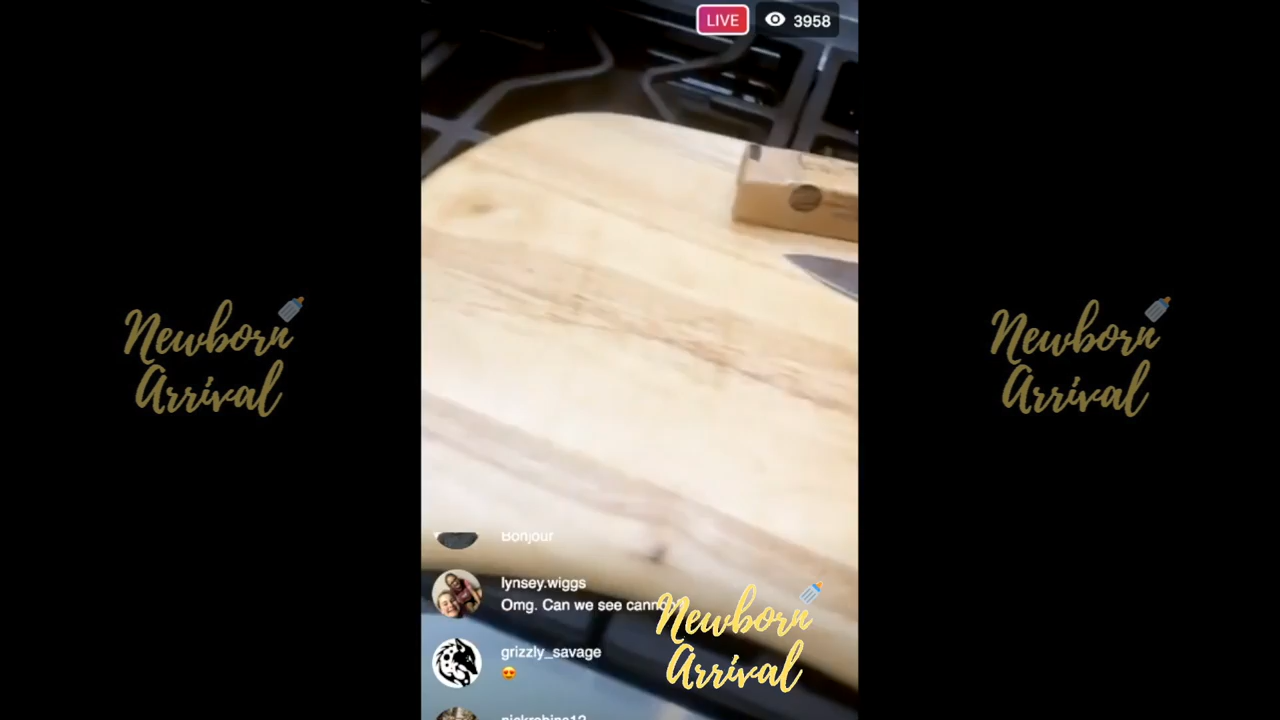 LIVE 3958
Newborn
Arrival
Newborn
Arrival
Bonjour
lynsey.wiggs
Omg. Can we see
grizzly_savage
😍
Newborn
Arrival